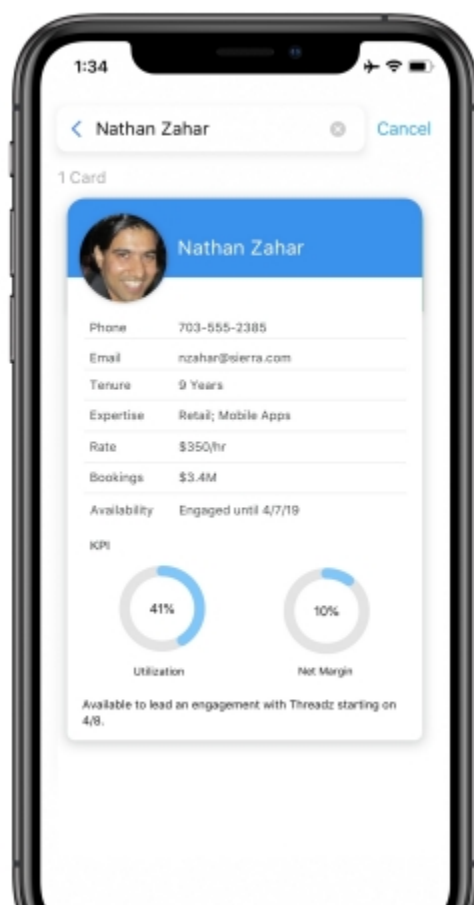 1:34
Nathan Zahar
Cancel
1 Card
Nathan Zahar
Phone 703-555-2385
Email nzahar@sierra.com
Tenure 9 Years
Expertise Retail; Mobile Apps
Rate $350/hr
Bookings $3.4M
Availability Engaged until 4/7/19
KPI
41% 10%
Utilization Net Margin
Available to lead an engagement with Threadz starting on
4/8.